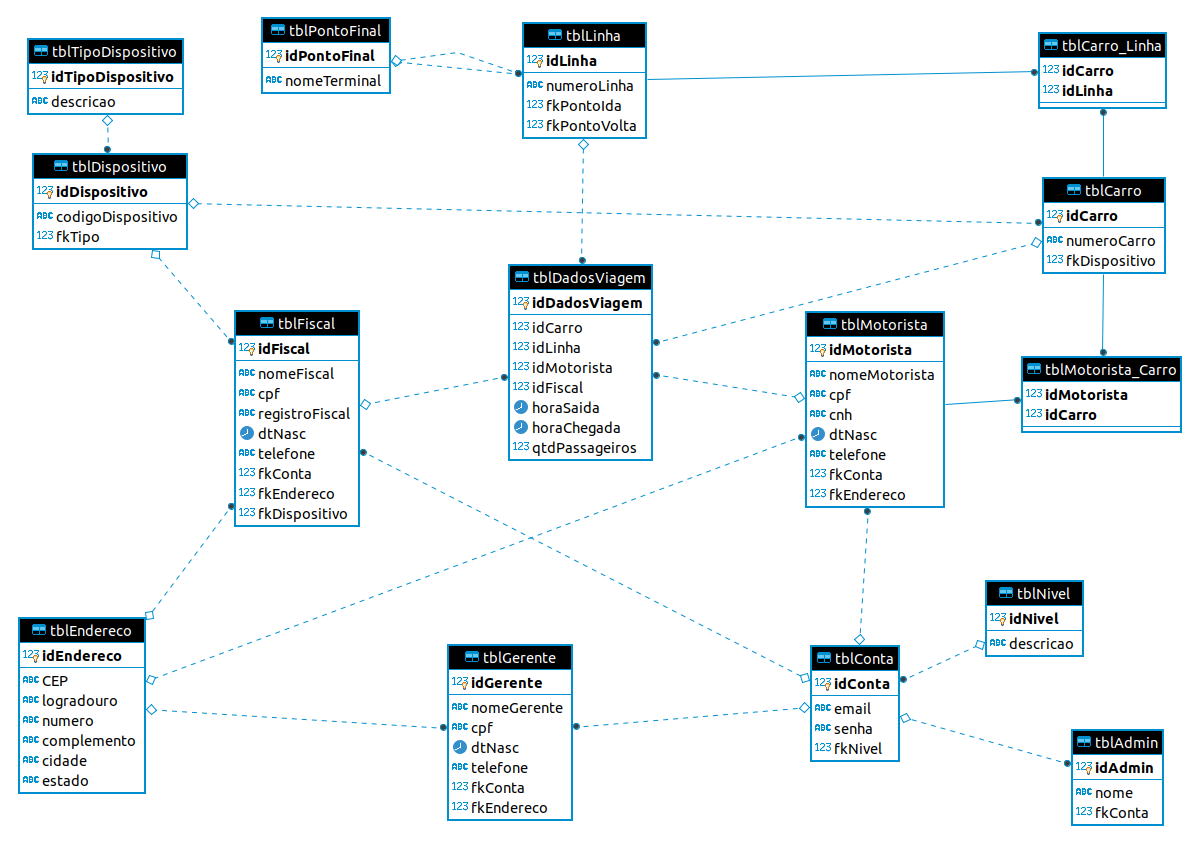 tblTipoDispositivo
123 idTipoDispositivo
ABC descricao
tblPontoFinal
123 idPontoFinal
ABC nomeTerminal
tblLinha
123 idLinha
ABC numeroLinha
123 fkPontoIda
123 fkPontoVolta
tblCarro_Linha
123 idCarro
123 idLinha
tblDispositivo
123 idDispositivo
ABC codigoDispositivo
123 fkTipo
tblCarro
123 idCarro
ABC numeroCarro
123 fkDispositivo
tblDadosViagem
123 idDadosViagem
123 idCarro
123 idLinha
123 idMotorista
123 idFiscal
horaSaida
horaChegada
123 qtdPassageiros
tblFiscal
123 idFiscal
ABC nomeFiscal
ABC cpf
ABC registroFiscal
dtNasc
ABC telefone
123 fkConta
123 fkEndereco
123 fkDispositivo
tblMotorista
123 idMotorista
ABC nomeMotorista
ABC cpf
ABC cnh
dtNasc
ABC telefone
123 fkConta
123 fkEndereco
tblMotorista_Carro
123 idMotorista
123 idCarro
tblEndereco
123 idEndereco
ABC CEP
ABC logradouro
ABC numero
ABC complemento
ABC cidade
ABC estado
tblGerente
123 idGerente
ABC nomeGerente
ABC cpf
dtNasc
ABC telefone
123 fkConta
123 fkEndereco
tblConta
123 idConta
ABC email
ABC senha
123 fkNivel
tblNivel
123 idNivel
ABC descricao
tblAdmin
123 idAdmin
ABC nome
123 fkConta